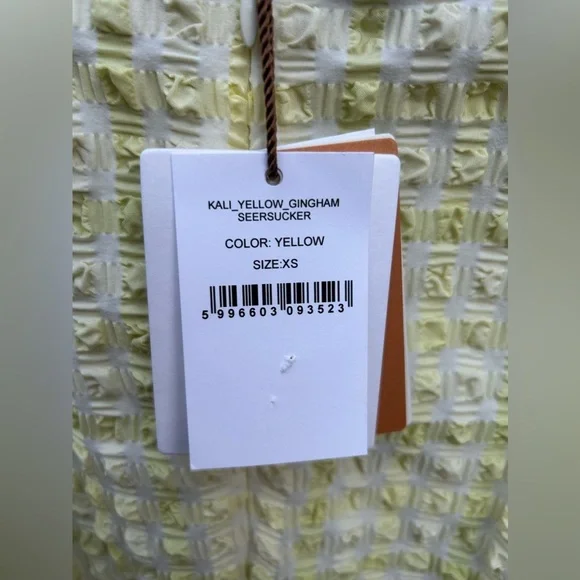 KALI_YELLOW_GINGHAM
SEERSUCKER
COLOR: YELLOW
SIZE:XS
5 996603 093523